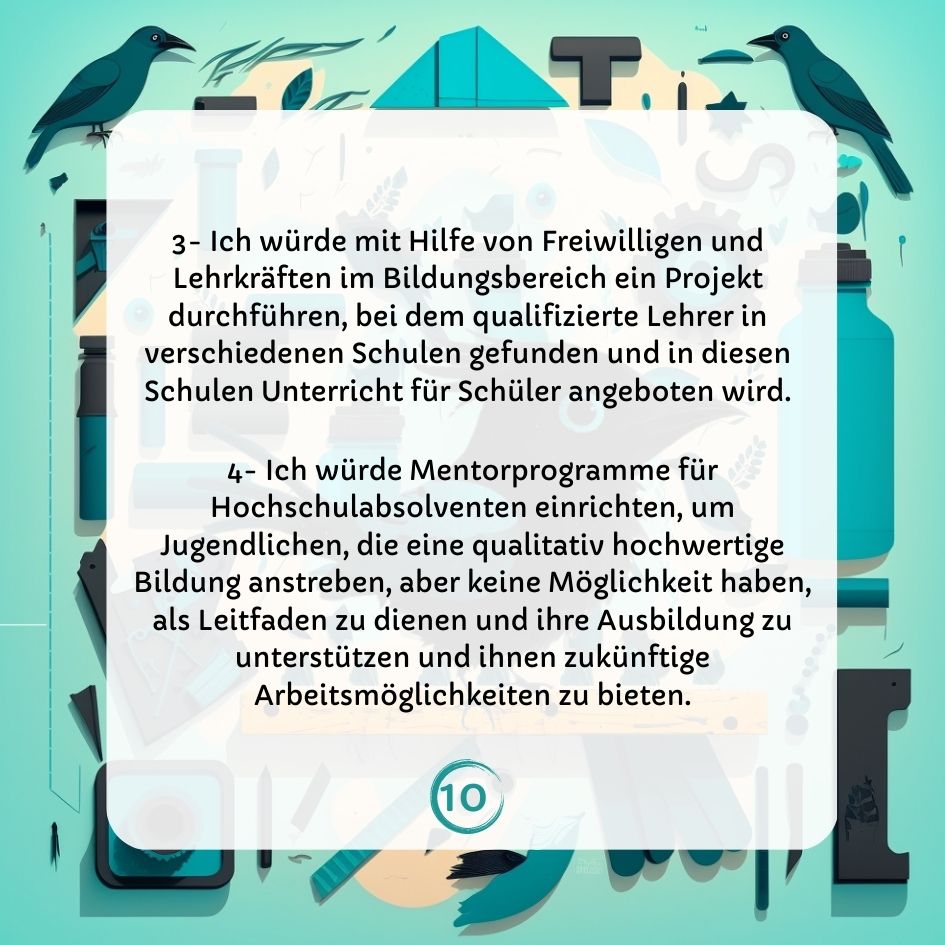 3- Ich würde mit Hilfe von Freiwilligen und
Lehrkräften im Bildungsbereich ein Projekt
durchführen, bei dem qualifizierte Lehrer in
verschiedenen Schulen gefunden und in diesen
Schulen Unterricht für Schüler angeboten wird.
4- Ich würde Mentorprogramme für
Hochschulabsolventen einrichten, um
Jugendlichen, die eine qualitativ hochwertige
Bildung anstreben, aber keine Möglichkeit haben,
als Leitfaden zu dienen und ihre Ausbildung zu
unterstützen und ihnen zukünftige
Arbeitsmöglichkeiten zu bieten.
10